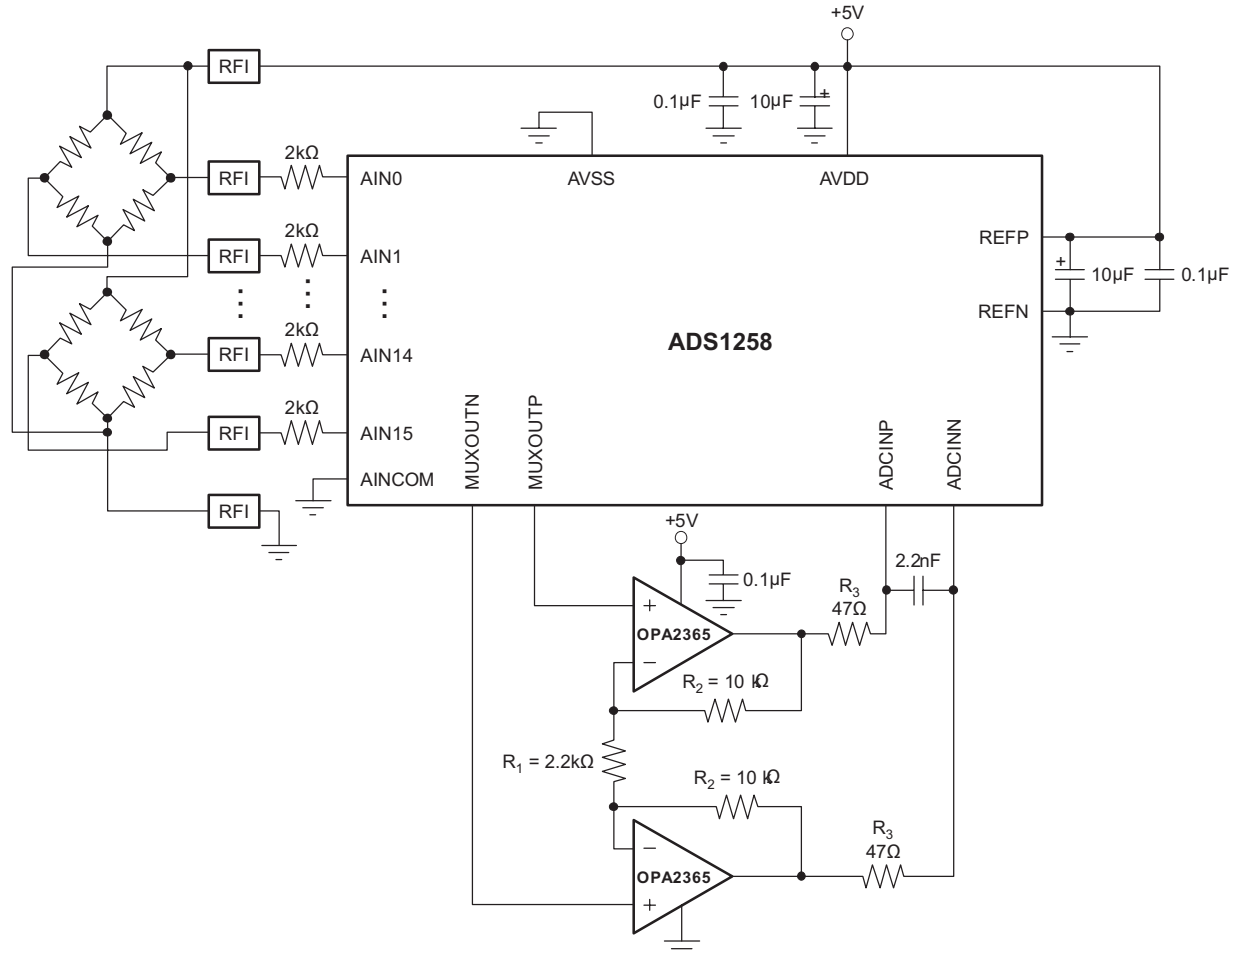 +5V
RFI
0.1µF
10µF
+
2kΩ
RFI
AIN0
AVSS
AVDD
2kΩ
RFI
AIN1
REFP
+
10µF
0.1µF
REFN
2kΩ
RFI
AIN14
ADS1258
2kΩ
RFI
AIN15
AINCOM
MUXOUTN
MUXOUTP
ADCINP
ADCINN
RFI
+5V
0.1µF
2.2nF
+
OPA2365
−
R3
47Ω
R2 = 10 kΩ
R1 = 2.2kΩ
R2 = 10 kΩ
−
OPA2365
+
R3
47Ω